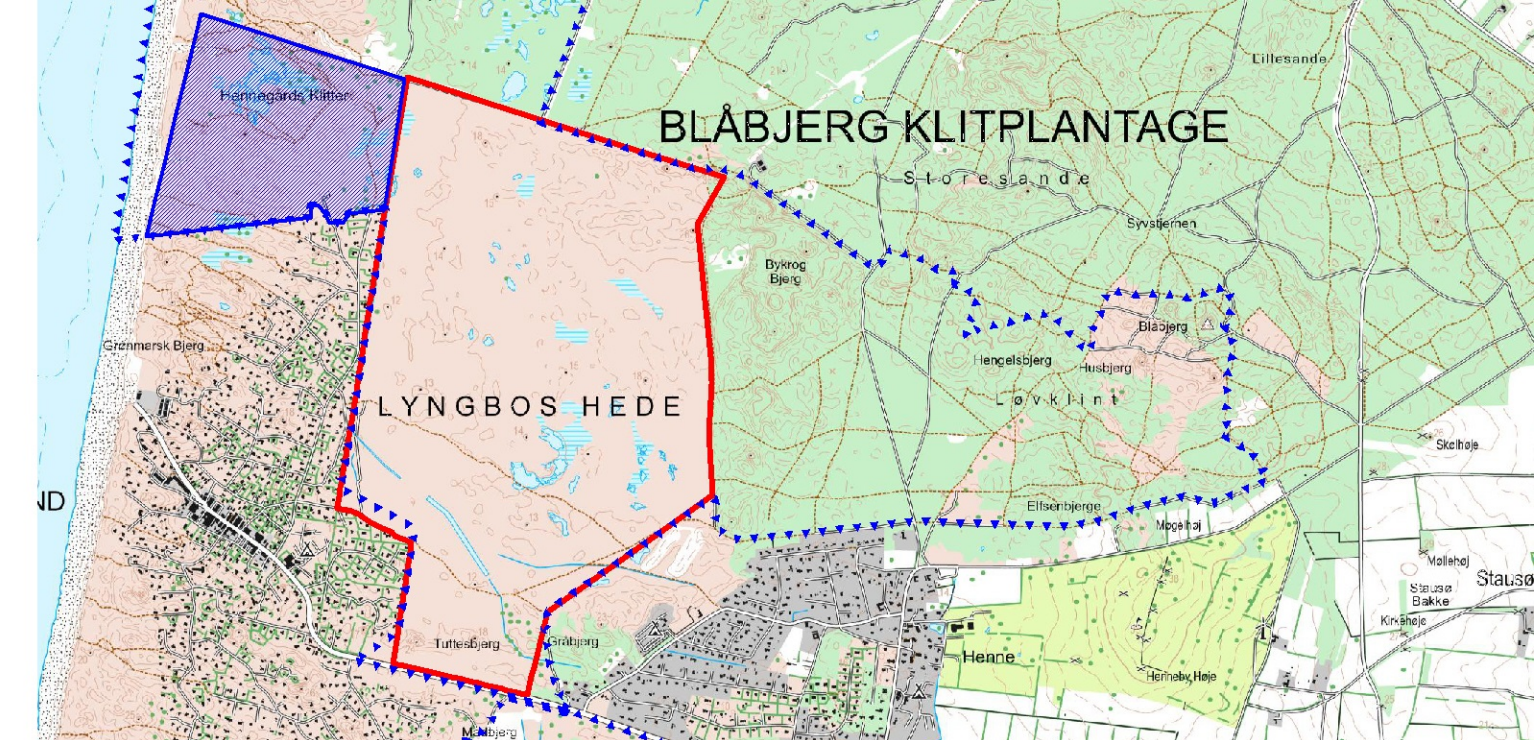 Lillesande
Hennegårds Klitter
BLÅBJERG KLITPLANTAGE
Storesande
Syvstjernen
Bykrog
Bjerg
Blåbjerg
Grønmarsk Bjerg
Hengelsbjerg
Husbjerg
LYNGBOS HEDE
Løvklint
Skelhøje
ND
Elfsenbjerge
Møgelhøj
Møllehøj
Stausø
Stausø
Bakke
Kirkehøje
Tuttesbjerg
Gråbjerg
Henne
Henneby Høje